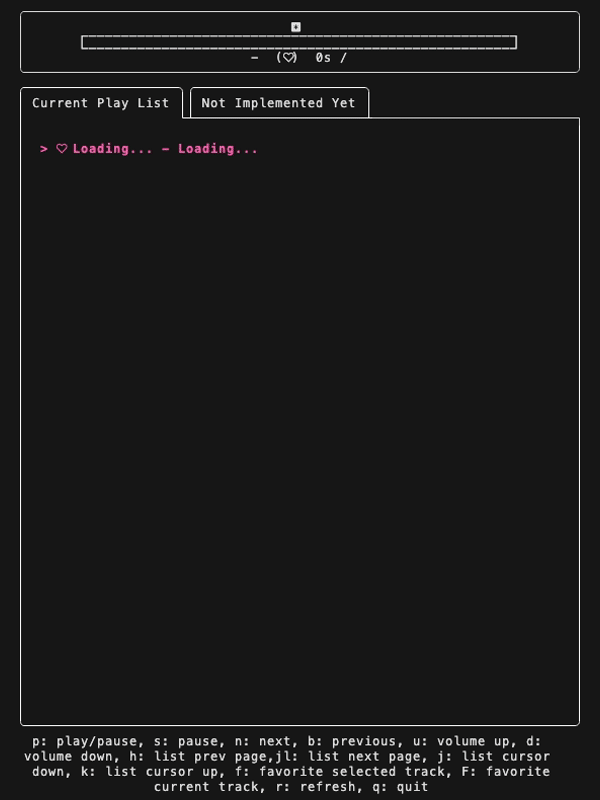 – (♡) 0s /
Current Play List
Not Implemented Yet
> ♡ Loading... – Loading...
p: play/pause, s: pause, n: next, b: previous, u: volume up, d:
volume down, h: list prev page,jl: list next page, j: list cursor
down, k: list cursor up, f: favorite selected track, F: favorite
current track, r: refresh, q: quit